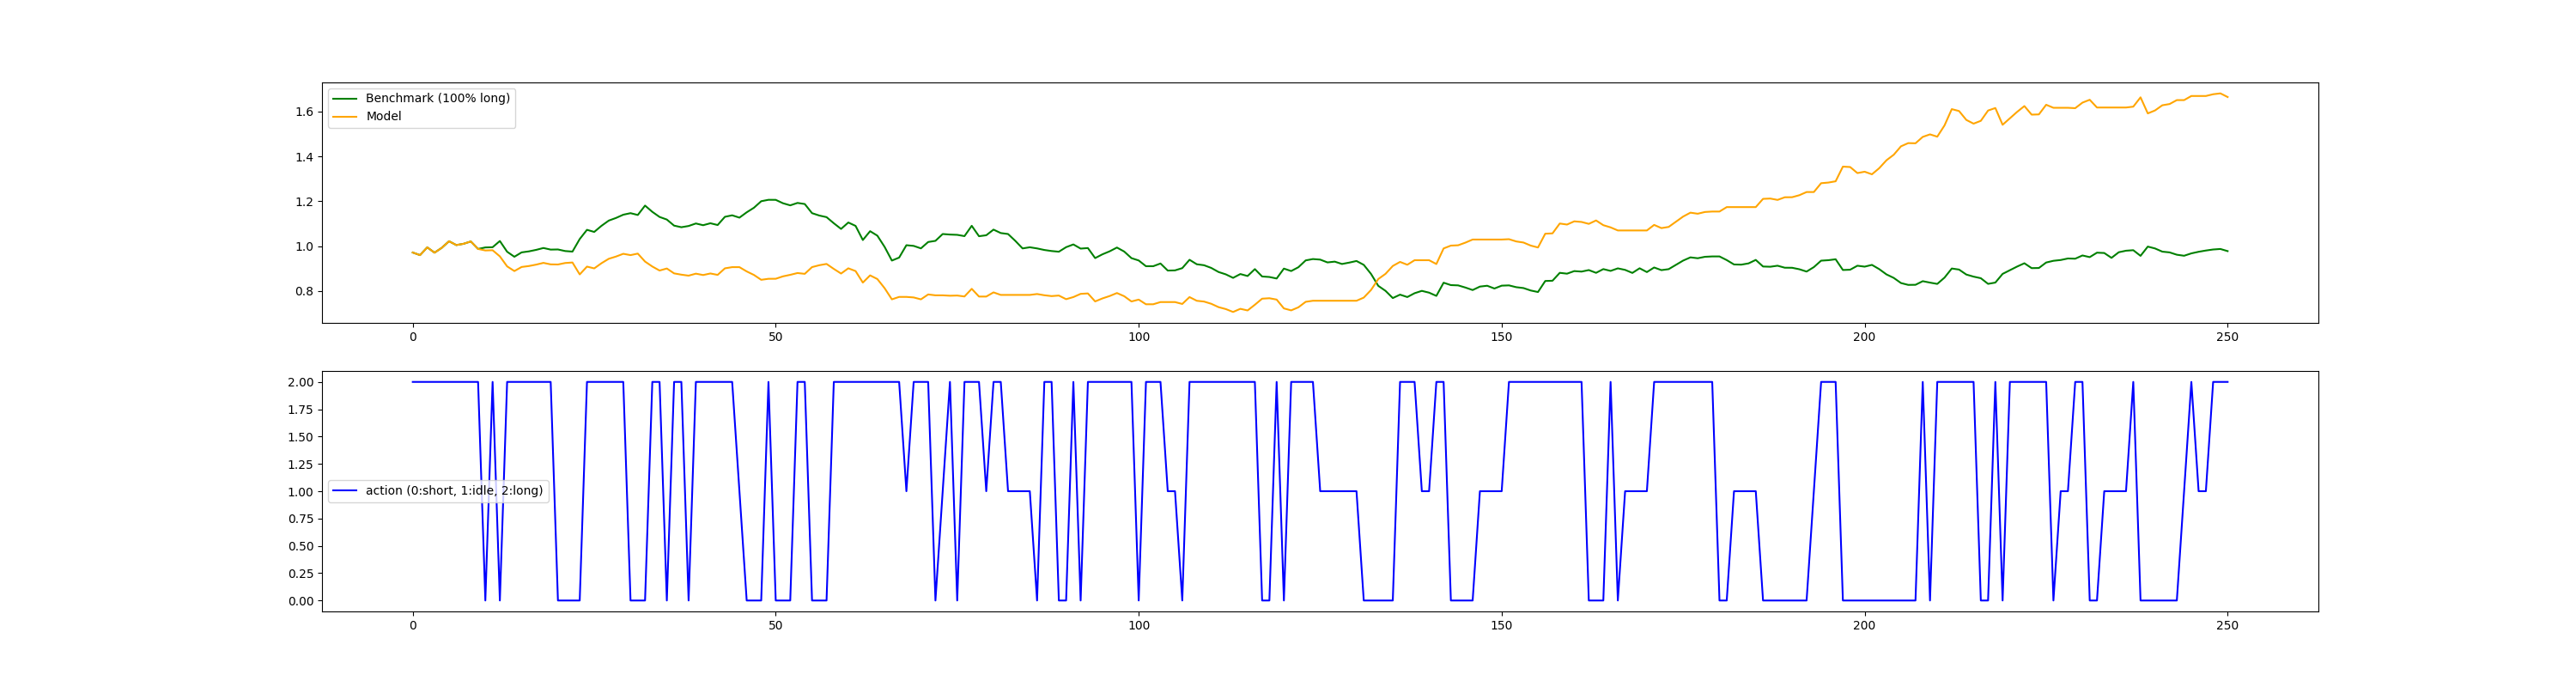 Benchmark (100% long)
Model
1.6
1.4
1.2
1.0
0.8
0 50 100 150 200 250
2.00
1.75
1.50
1.25
1.00
0.75
0.50
0.25
0.00
action (0:short, 1:idle, 2:long)
0 50 100 150 200 250